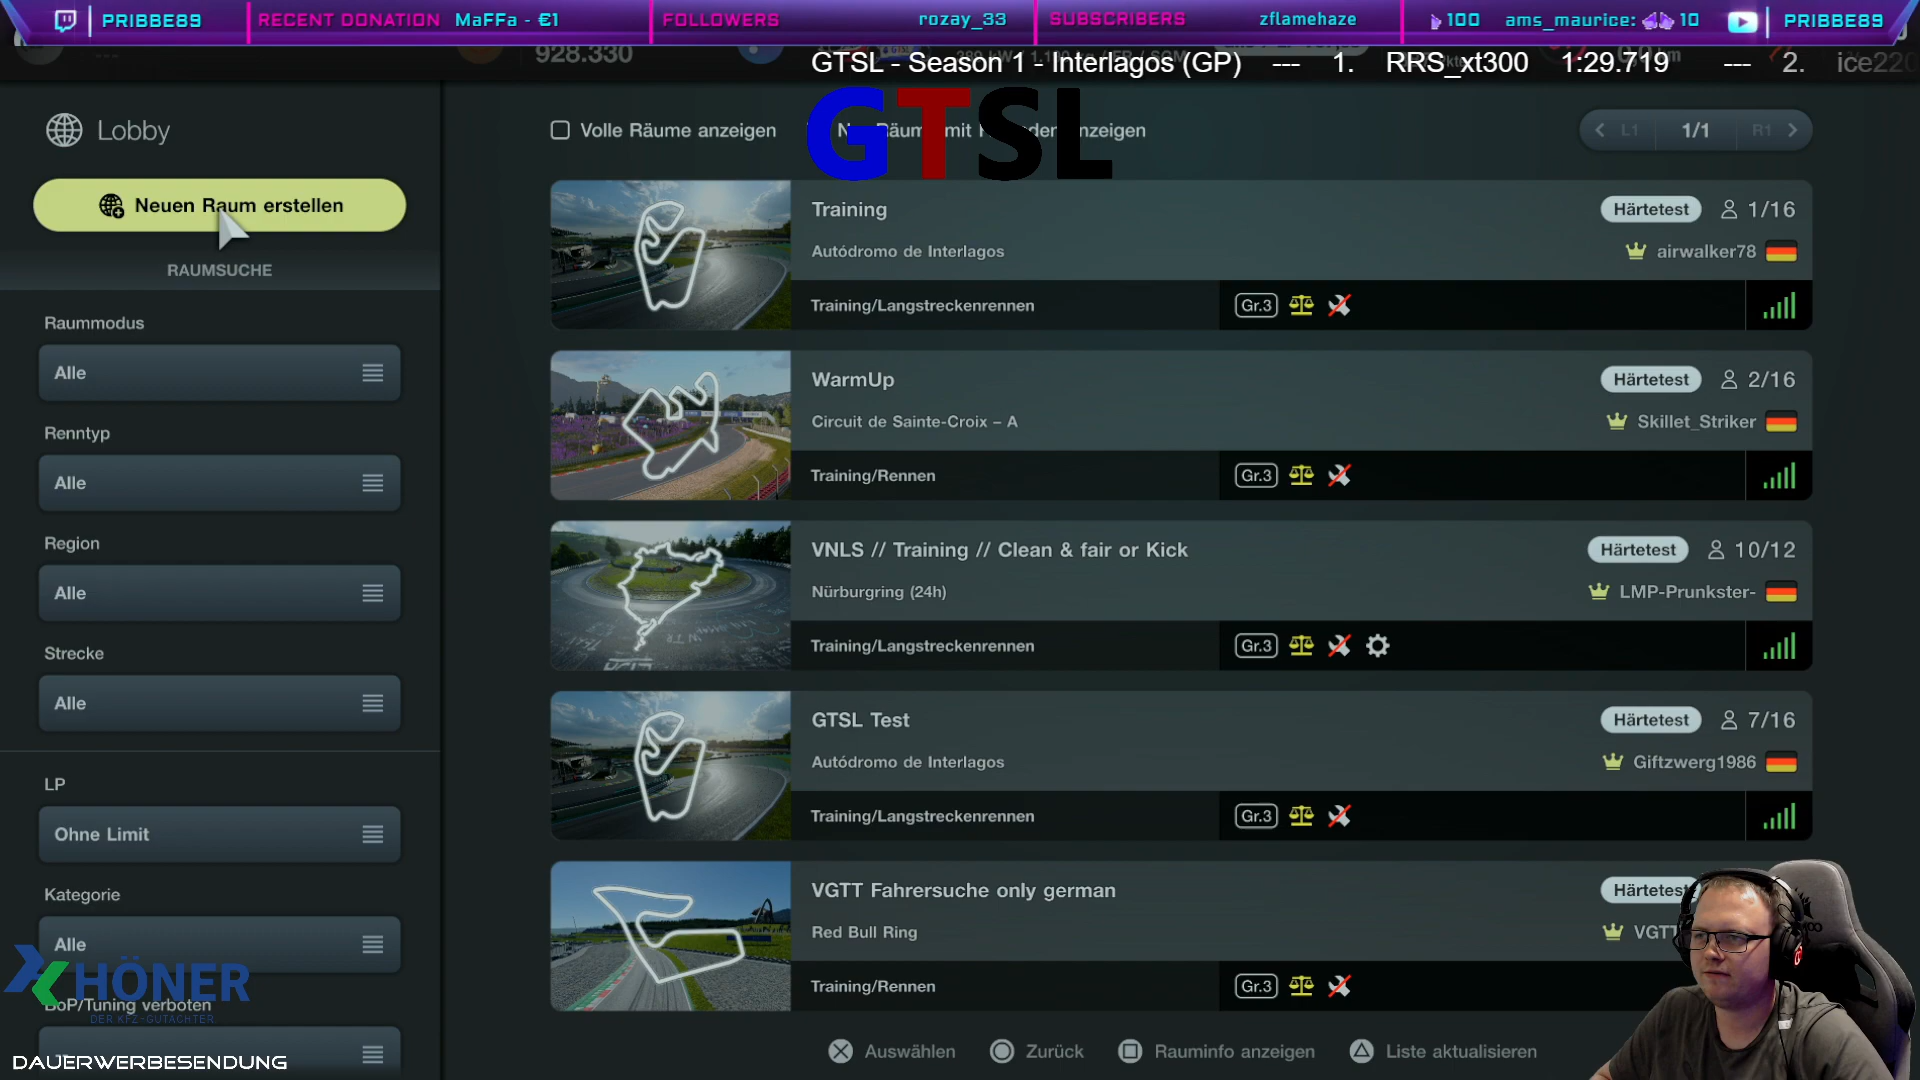 PRIBBE89
RECENT DONATION MaFFa - €1
FOLLOWERS rozay_33
SUBSCRIBERS zflamehaze
100 ams_maurice: 10
PRIBBE89
928.330
GTSL - Season 1 - Interlagos (GP) --- 1. RRS_xt300 1:29.719 --- 2. ice220
GTSL
Lobby
Volle Räume anzeigen
anzeigen
L1 1/1 R1
Neuen Raum erstellen
RAUMSUCHE
Raummodus
Alle
Renntyp
Alle
Region
Alle
Strecke
Alle
LP
Ohne Limit
Kategorie
Alle
BoP/Tuning verboten
HÖNER
DER KFZ-GUTACHTER
DAUERWERBESENDUNG
Training
Härtetest 1/16
Autódromo de Interlagos
airwalker78
Training/Langstreckenrennen
Gr.3
WarmUp
Härtetest 2/16
Circuit de Sainte-Croix – A
Skillet_Striker
Training/Rennen
Gr.3
VNLS // Training // Clean & fair or Kick
Härtetest 10/12
Nürburgring (24h)
LMP-Prunkster-
Training/Langstreckenrennen
Gr.3
GTSL Test
Härtetest 7/16
Autódromo de Interlagos
Giftzwerg1986
Training/Langstreckenrennen
Gr.3
VGTT Fahrersuche only german
Härtetest
Red Bull Ring
VGTT
Training/Rennen
Gr.3
Auswählen Zurück Rauminfo anzeigen Liste aktualisieren